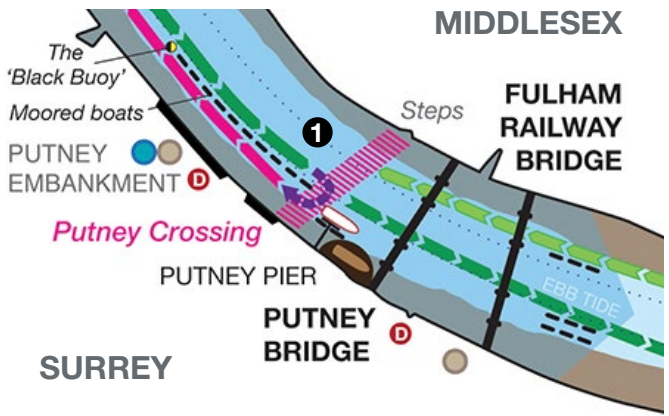 MIDDLESEX
The
'Black Buoy'
Moored boats
1
Steps
FULHAM
RAILWAY
BRIDGE
PUTNEY
EMBANKMENT D
Putney Crossing
PUTNEY PIER
EBB TIDE
PUTNEY
BRIDGE D
SURREY